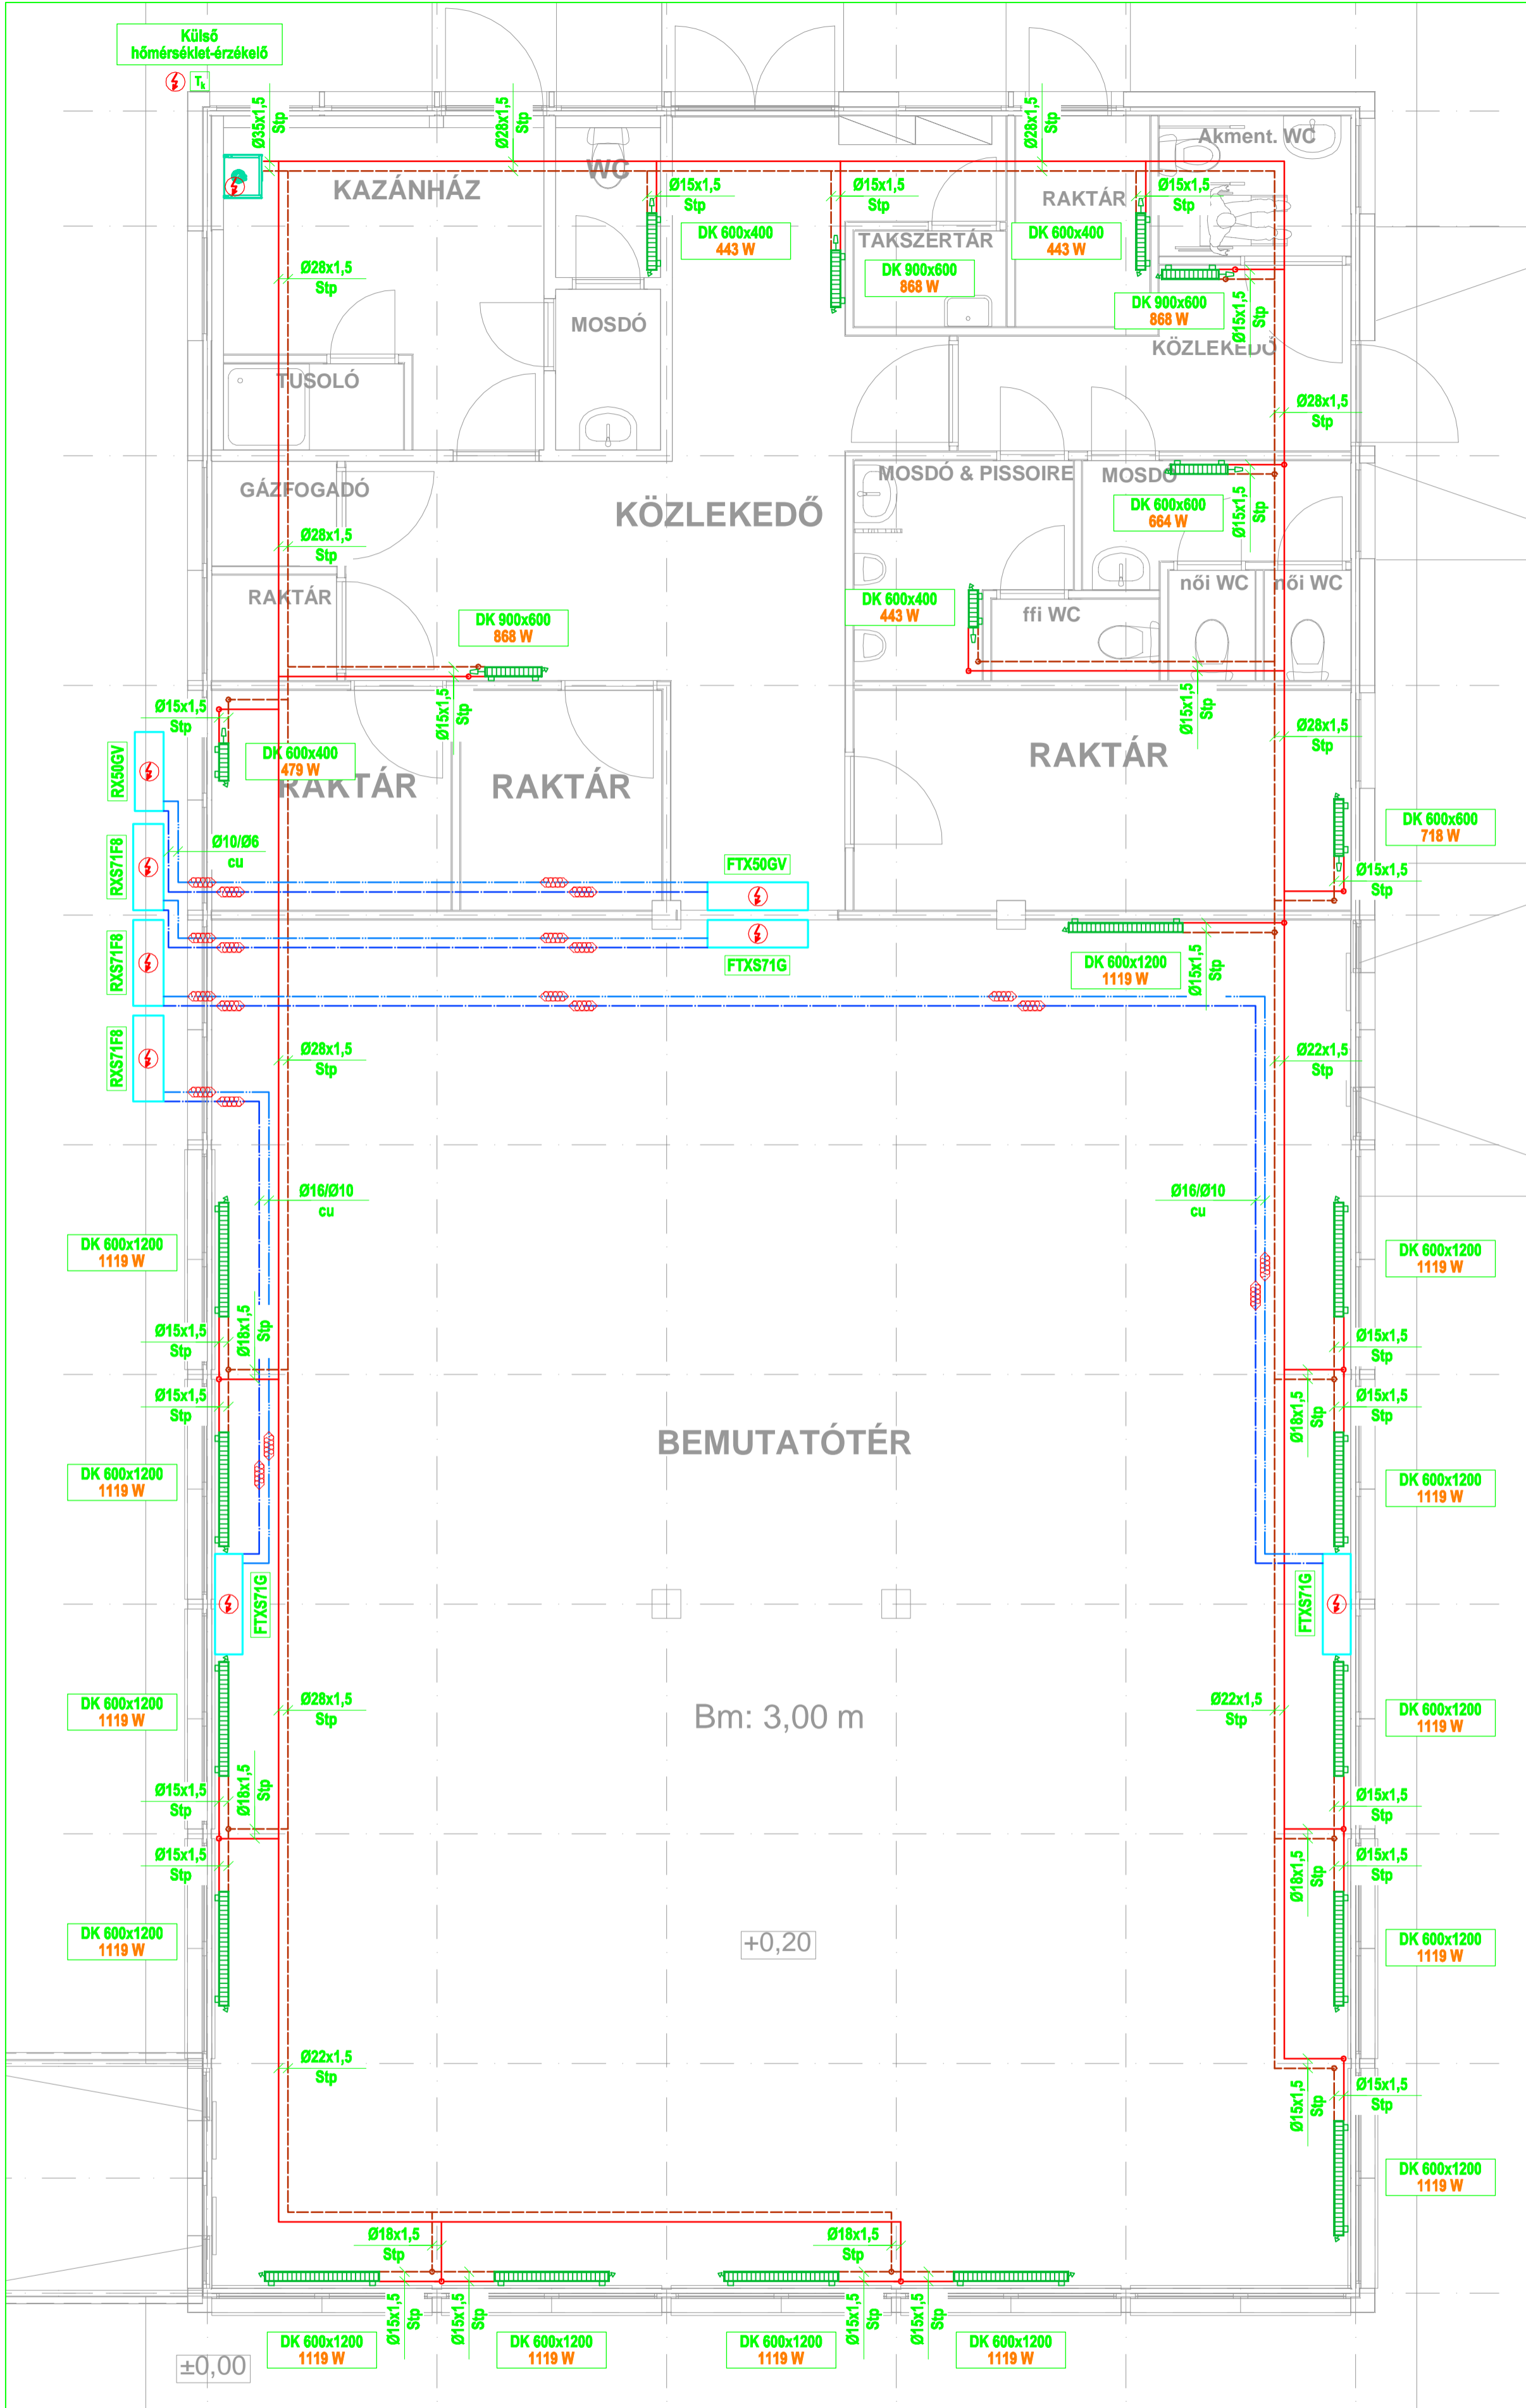 Külső
hőmérséklet-érzékelő
Tk
Ø35x1,5
Stp
Ø28x1,5
Stp
Ø28x1,5
Stp
Akment. WC
KAZÁNHÁZ
WC
Ø15x1,5
Stp
Ø15x1,5
Stp
RAKTÁR
Ø15x1,5
Stp
DK 600x400
443 W
TAKSZERTÁR
DK 600x400
443 W
Ø28x1,5
Stp
DK 900x600
868 W
DK 900x600
868 W
Ø15x1,5
Stp
MOSDÓ
KÖZLEKEDŐ
TUSOLÓ
Ø28x1,5
Stp
GÁZFOGADÓ
MOSDÓ & PISSOIRE
MOSDÓ
KÖZLEKEDŐ
DK 600x600
664 W
Ø15x1,5
Stp
Ø28x1,5
Stp
RAKTÁR
női WC
női WC
DK 600x400
443 W
ffi WC
DK 900x600
868 W
Ø15x1,5
Stp
Ø15x1,5
Stp
Ø15x1,5
Stp
Ø28x1,5
Stp
RX50GV
DK 600x400
479 W
RAKTÁR
RAKTÁR
RAKTÁR
DK 600x600
718 W
RXS71F8
Ø10/Ø6
cu
FTX50GV
Ø15x1,5
Stp
RXS71F8
FTXS71G
DK 600x1200
1119 W
Ø15x1,5
Stp
RXS71F8
Ø28x1,5
Stp
Ø22x1,5
Stp
Ø16/Ø10
cu
Ø16/Ø10
cu
DK 600x1200
1119 W
DK 600x1200
1119 W
Ø15x1,5
Stp
Ø18x1,5
Stp
Ø15x1,5
Stp
Ø15x1,5
Stp
Ø18x1,5
Stp
Ø15x1,5
Stp
BEMUTATÓTÉR
DK 600x1200
1119 W
DK 600x1200
1119 W
FTXS71G
FTXS71G
DK 600x1200
1119 W
Ø28x1,5
Stp
Bm: 3,00 m
Ø22x1,5
Stp
DK 600x1200
1119 W
Ø15x1,5
Stp
Ø18x1,5
Stp
Ø15x1,5
Stp
Ø15x1,5
Stp
Ø18x1,5
Stp
Ø15x1,5
Stp
DK 600x1200
1119 W
+0,20
DK 600x1200
1119 W
Ø22x1,5
Stp
Ø15x1,5
Stp
Ø15x1,5
Stp
DK 600x1200
1119 W
Ø18x1,5
Stp
Ø18x1,5
Stp
Ø15x1,5
Stp
Ø15x1,5
Stp
Ø15x1,5
Stp
Ø15x1,5
Stp
DK 600x1200
1119 W
DK 600x1200
1119 W
DK 600x1200
1119 W
DK 600x1200
1119 W
±0,00